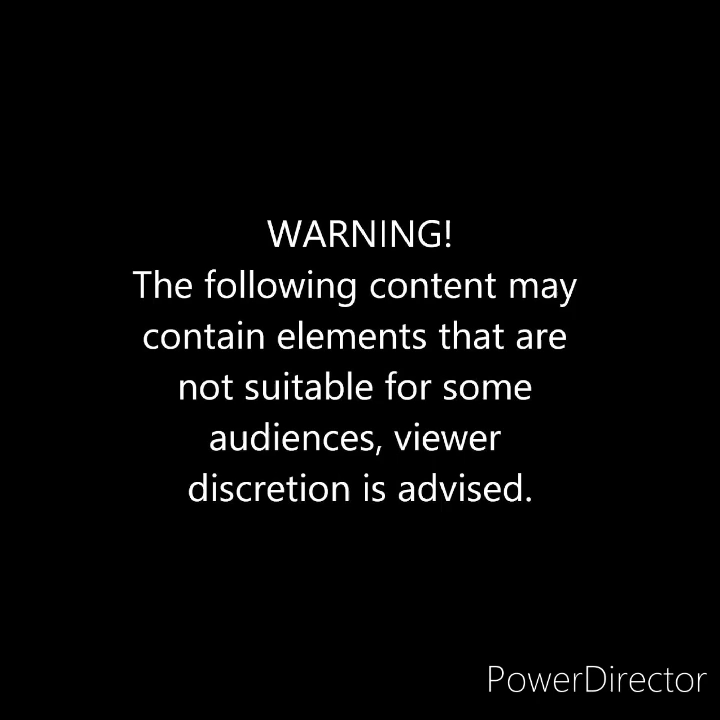 WARNING!
The following content may
contain elements that are
not suitable for some
audiences, viewer
discretion is advised.
PowerDirector